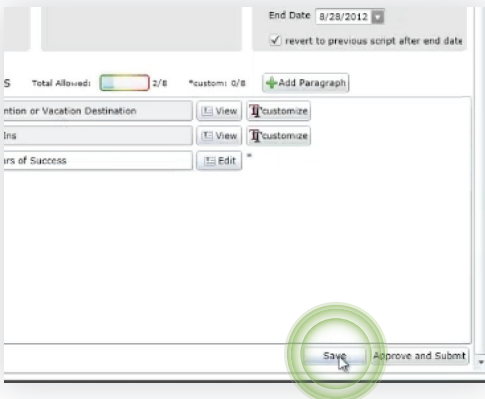 End Date 8/28/2012
revert to previous script after end date
S Total Allowed: 2/8 *custom: 0/8 Add Paragraph
ntion or Vacation Destination View customize
Ins View customize
rs of Success Edit *
Save Approve and Submit